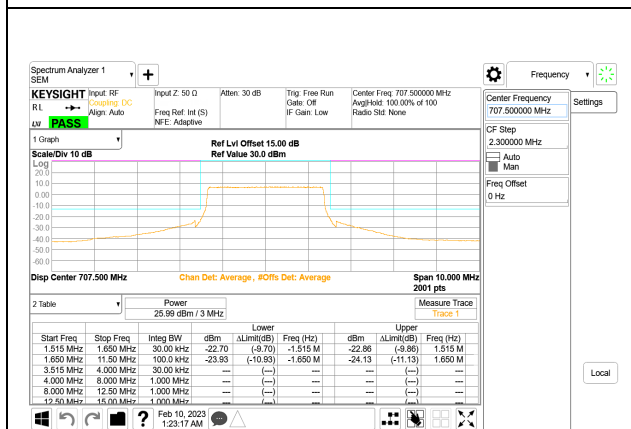 Spectrum Analyzer 1
Frequency
KEYSIGHT Input: RF Input Z: 50 Ω Atten: 30 dB Trig: Free Run Center Freq: 707.500000 MHz
RL Coupling: DC Gate: Off Avg|Hold: 100.00% of 100
Align: Auto Freq Ref: Int (S) IF Gain: Low Radio Std: None
LXI PASS NFE: Adaptive
Center Frequency
707.500000 MHz
Settings
CF Step
2.300000 MHz
Auto
Man
Freq Offset
0 Hz
1 Graph
Ref Lvl Offset 15.00 dB
Scale/Div 10 dB Ref Value 30.0 dBm
Log
20.0
10.0
0.00
-10.0
-20.0
-30.0
-40.0
-50.0
-60.0
Disp Center 707.500 MHz Chan Det: Average, #Offs Det: Average Span 10.000 MHz
2001 pts
2 Table Power Measure Trace
25.99 dBm / 3 MHz Trace 1
Lower Upper
Start Freq Stop Freq Integ BW dBm ΔLimit(dB) Freq (Hz) dBm ΔLimit(dB) Freq (Hz)
1.515 MHz 1.650 MHz 30.00 kHz -22.70 (-9.70) -1.515 M -22.86 (-9.86) 1.515 M
1.650 MHz 11.50 MHz 100.0 kHz -23.93 (-10.93) -1.650 M -24.13 (-11.13) 1.650 M
3.515 MHz 4.000 MHz 30.00 kHz --- (---) --- (---)
4.000 MHz 8.000 MHz 1.000 MHz --- (---) --- (---)
8.000 MHz 12.50 MHz 1.000 MHz --- (---) --- (---)
12.50 MHz 15.00 MHz 1.000 MHz --- (---) --- (---)
Local
Feb 10, 2023
1:23:17 AM